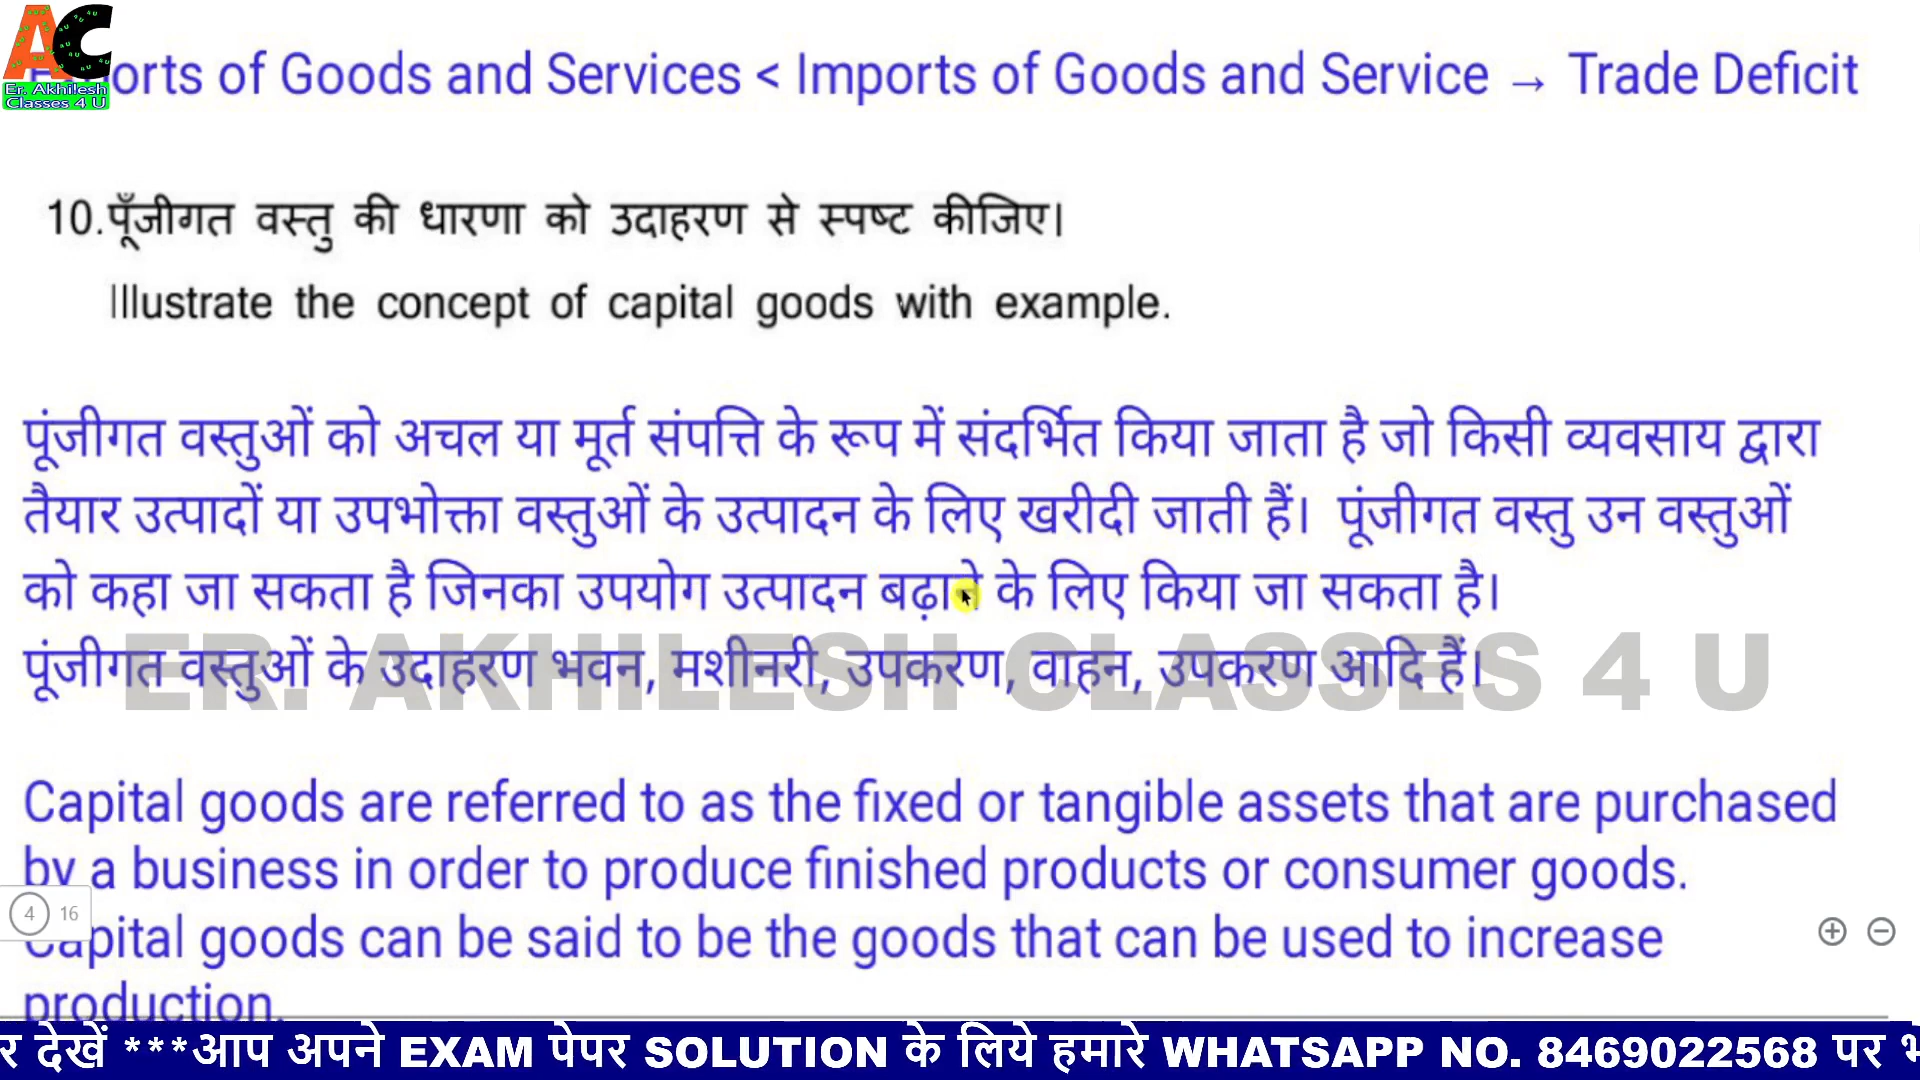 AC
Er. Akhilesh
Classes 4 U
orts of Goods and Services < Imports of Goods and Service → Trade Deficit
10.पूँजीगत वस्तु की धारणा को उदाहरण से स्पष्ट कीजिए।
Illustrate the concept of capital goods with example.
पूंजीगत वस्तुओं को अचल या मूर्त संपत्ति के रूप में संदर्भित किया जाता है जो किसी व्यवसाय द्वारा
तैयार उत्पादों या उपभोक्ता वस्तुओं के उत्पादन के लिए खरीदी जाती हैं। पूंजीगत वस्तु उन वस्तुओं
को कहा जा सकता है जिनका उपयोग उत्पादन बढ़ाने के लिए किया जा सकता है।
पूंजीगत वस्तुओं के उदाहरण भवन, मशीनरी, उपकरण, वाहन, उपकरण आदि हैं।
ER. AKHILESH CLASSES 4 U
Capital goods are referred to as the fixed or tangible assets that are purchased
by a business in order to produce finished products or consumer goods.
4 16
Capital goods can be said to be the goods that can be used to increase
production.
र देखें ***आप अपने EXAM पेपर SOLUTION के लिये हमारे WHATSAPP NO. 8469022568 पर